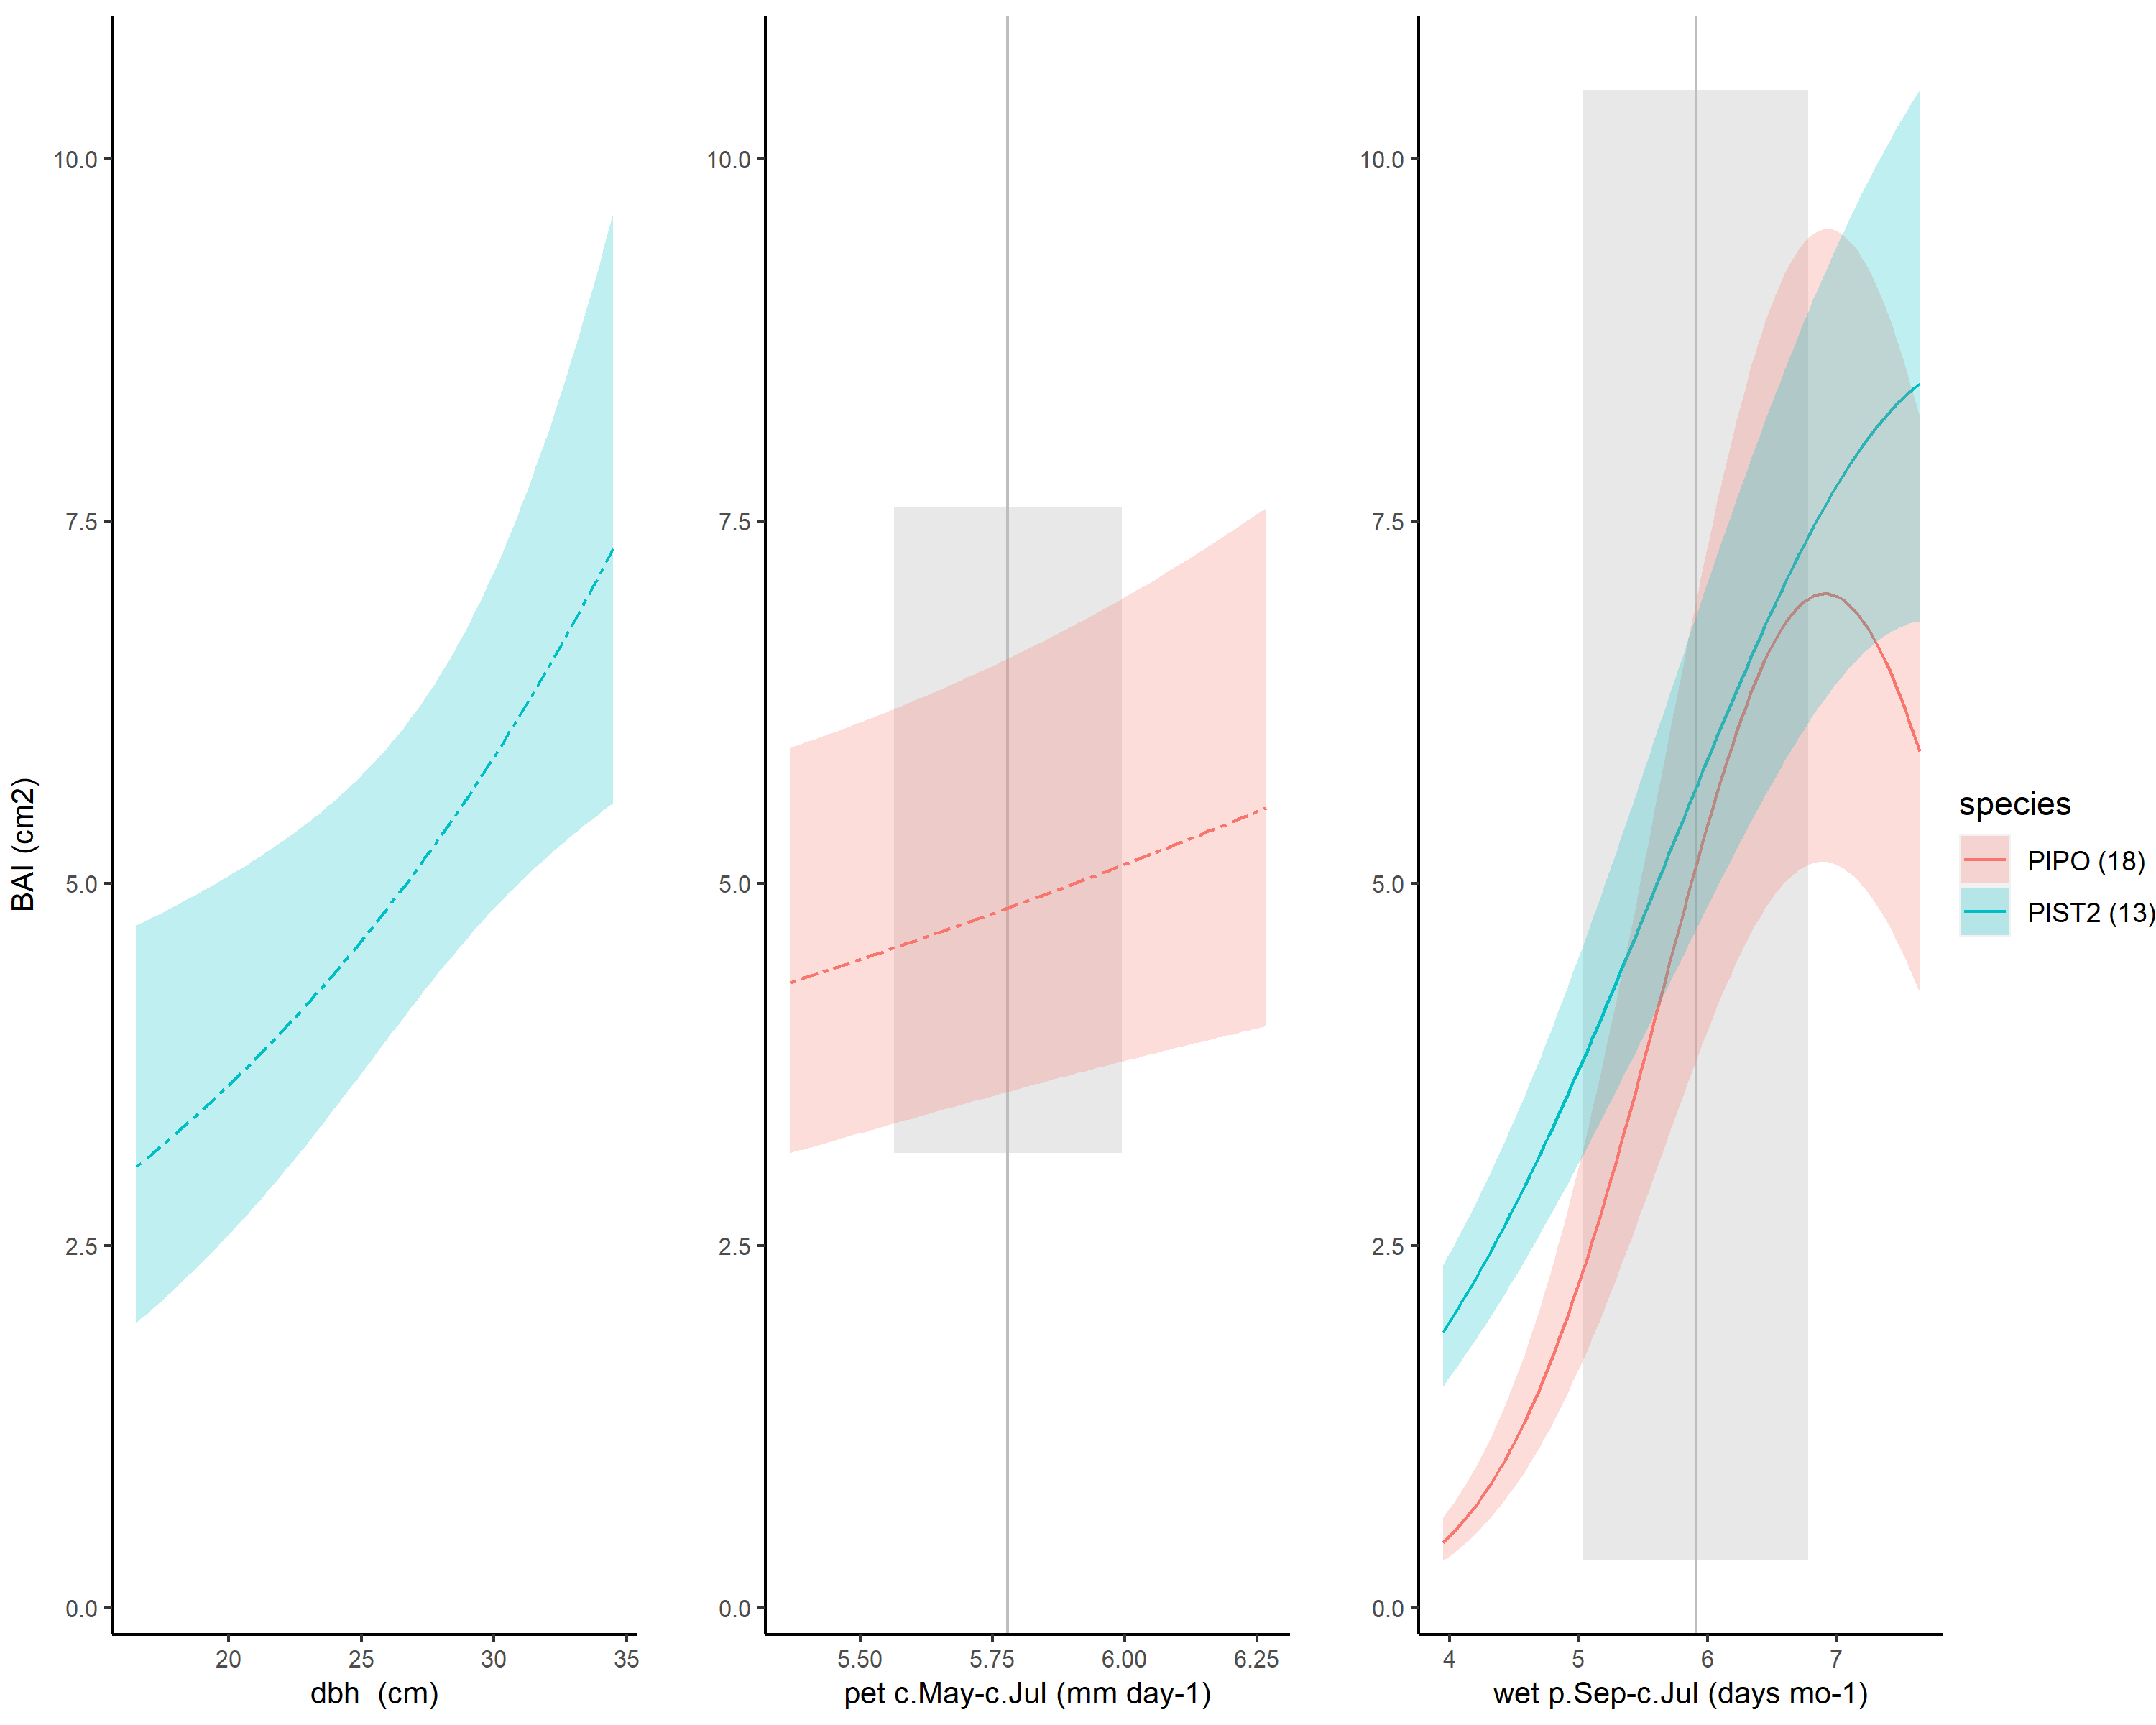 BAI (cm2)
10.0
7.5
5.0
2.5
0.0
20 25 30 35
dbh  (cm)
10.0
7.5
5.0
2.5
0.0
5.50 5.75 6.00 6.25
pet c.May-c.Jul (mm day-1)
10.0
7.5
5.0
2.5
0.0
4 5 6 7
wet p.Sep-c.Jul (days mo-1)
species
PIPO (18)
PIST2 (13)